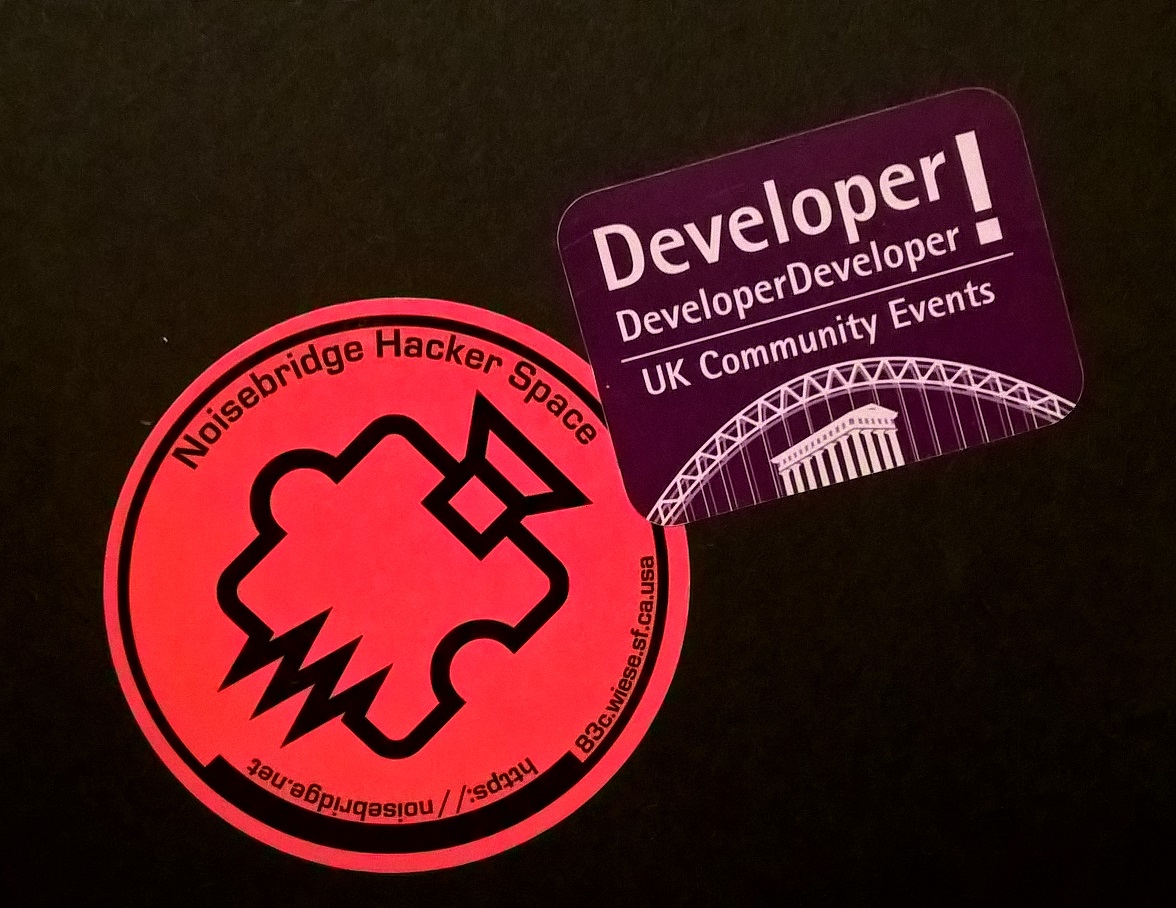 Developer!
DeveloperDeveloper
UK Community Events
Noisebridge Hacker Space
83c.wiese.sf.ca.usa
https://noisebridge.net